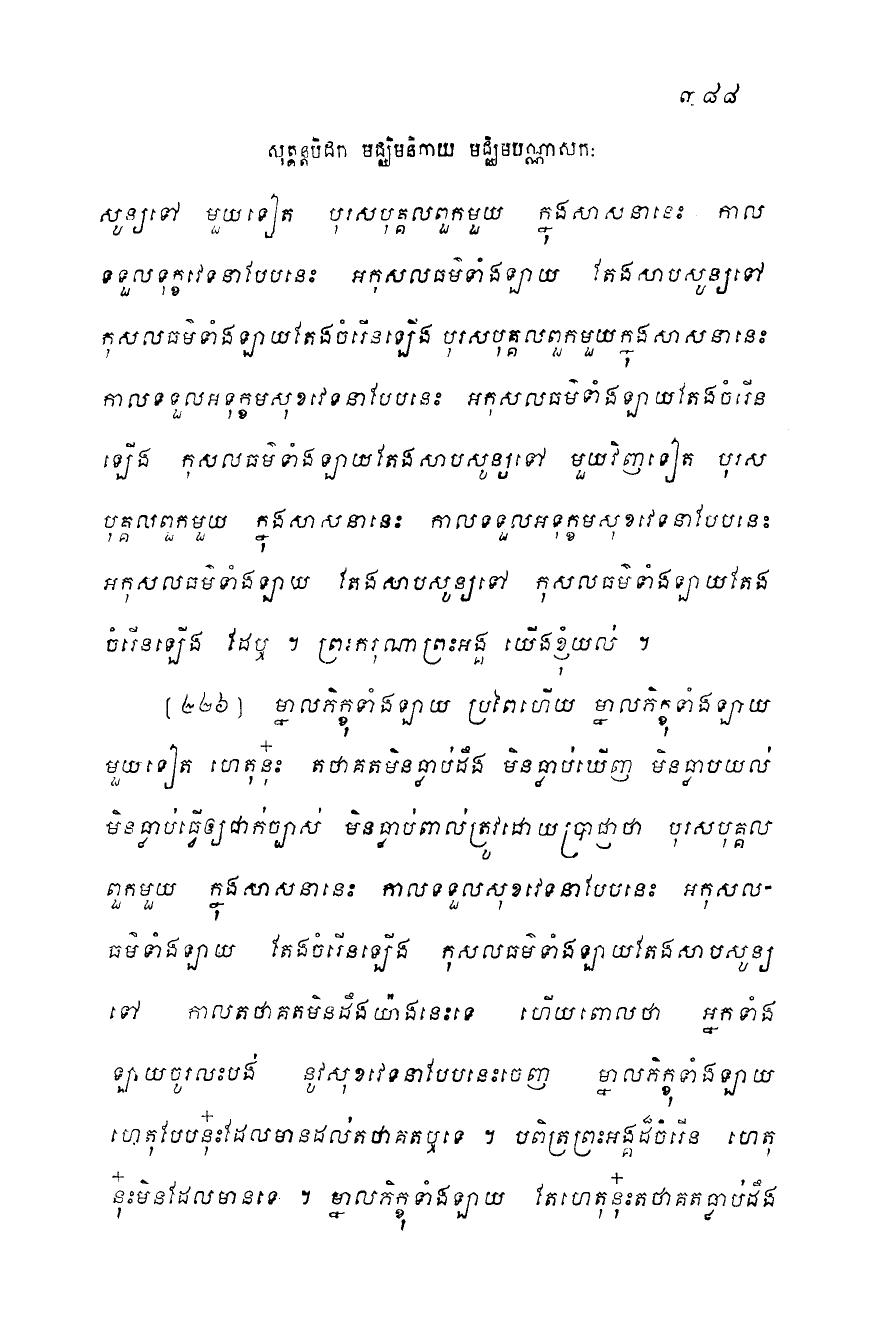 ៣៨៨
សុត្តន្តបិដក មជ្ឈិមនិកាយ មជ្ឈិមបណ្ណាសក:
សូន្យទៅ មួយទៀត បុរសបុគ្គលពួកមួយ ក្នុងសាសនានេះ កាល
ទទួលទុក្ខវេទនាបែបនេះ អកុសលធម៌ទាំងឡាយ តែងសាបសូន្យទៅ
កុសលធម៌ទាំងឡាយតែងចំរើនឡើង បុរសបុគ្គលពួកមួយក្នុងសាសនានេះ
កាលទទួលអទុក្ខមសុខវេទនាបែបនេះ អកុសលធម៌ទាំងឡាយតែងចំរើន
ឡើង កុសលធម៌ទាំងឡាយតែងសាបសូន្យទៅ មួយវិញទៀត បុរស
បុគ្គលពួកមួយ ក្នុងសាសនានេះ កាលទទួលអទុក្ខមសុខវេទនាបែបនេះ
អកុសលធម៌ទាំងឡាយ តែងសាបសូន្យទៅ កុសលធម៌ទាំងឡាយតែង
ចំរើនឡើង ដែឬ ។ ព្រះករុណាព្រះអង្គ យើងខ្ញុំយល់ ។
[២២៦] ម្នាលភិក្ខុទាំងឡាយ ប្រពៃហើយ ម្នាលភិក្ខុទាំងឡាយ
មួយទៀត ហេតុនុ៎ះ តថាគតមិនធ្លាប់ដឹង មិនធ្លាប់ឃើញ មិនធ្លាបយល់
មិនធ្លាប់ធ្វើឲ្យជាក់ច្បាស់ មិនធ្លាប់ពាល់ត្រូវដោយប្រាជ្ញាថា បុរសបុគ្គល
ពួកមួយ ក្នុងសាសនានេះ កាលទទួលសុខវេទនាបែបនេះ អកុសល-
ធម៌ទាំងឡាយ តែងចំរើនឡើង កុសលធម៌ទាំងឡាយតែងសាបសូន្យ
ទៅ កាលតថាគតមិនដឹងយ៉ាងនេះទេ ហើយពោលថា អ្នកទាំង
ឡាយចូរលះបង់ នូវសុខវេទនាបែបនេះចេញ ម្នាលភិក្ខុទាំងឡាយ
ហេតុបែបនុ៎ះដែលមានដល់តថាគតឬទេ ។ បពិត្រព្រះអង្គដ៏ចំរើន ហេតុ
នុ៎ះមិនដែលមានទេ ។ ម្នាលភិក្ខុទាំងឡាយ តែហេតុនុ៎ះតថាគតធ្លាប់ដឹង